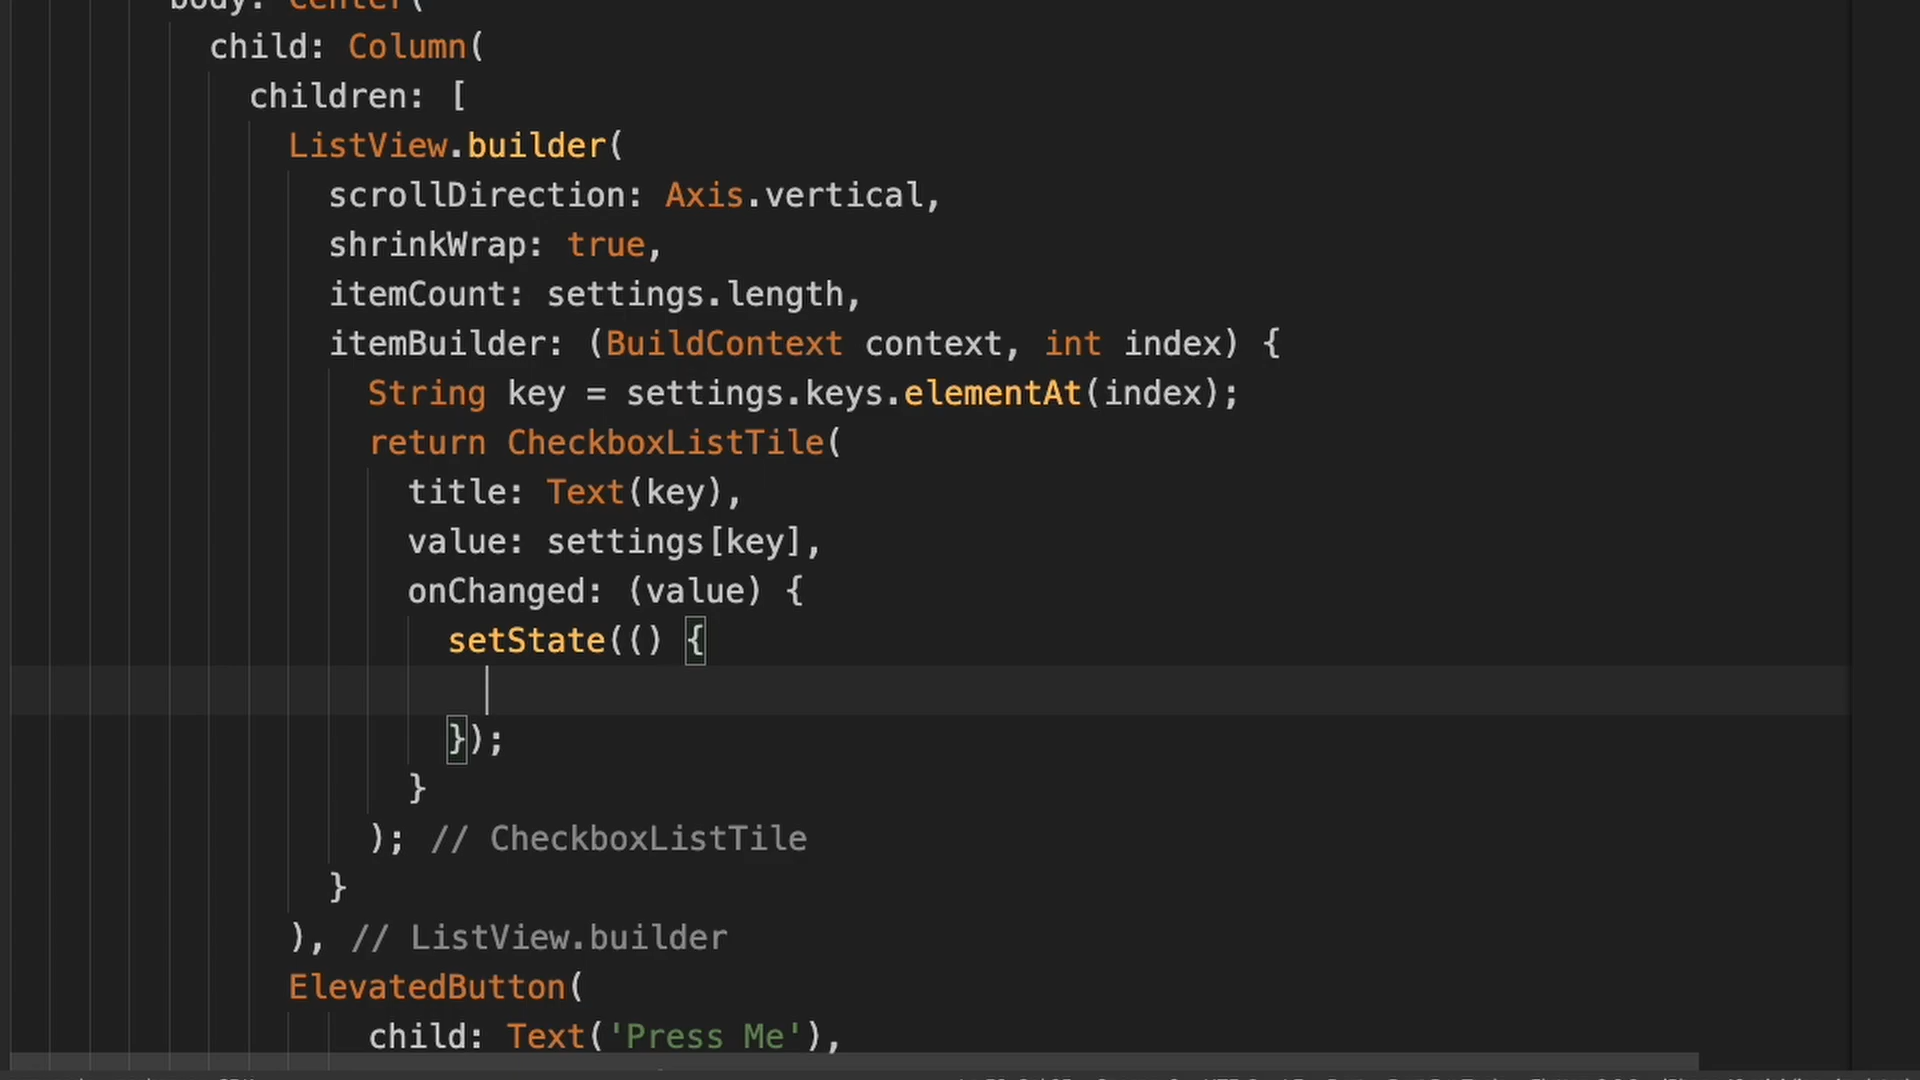 body: Center(
child: Column(
children: [
ListView.builder(
scrollDirection: Axis.vertical,
shrinkWrap: true,
itemCount: settings.length,
itemBuilder: (BuildContext context, int index) {
String key = settings.keys.elementAt(index);
return CheckboxListTile(
title: Text(key),
value: settings[key],
onChanged: (value) {
setState(() {
});
}
); // CheckboxListTile
}
), // ListView.builder
ElevatedButton(
child: Text('Press Me'),